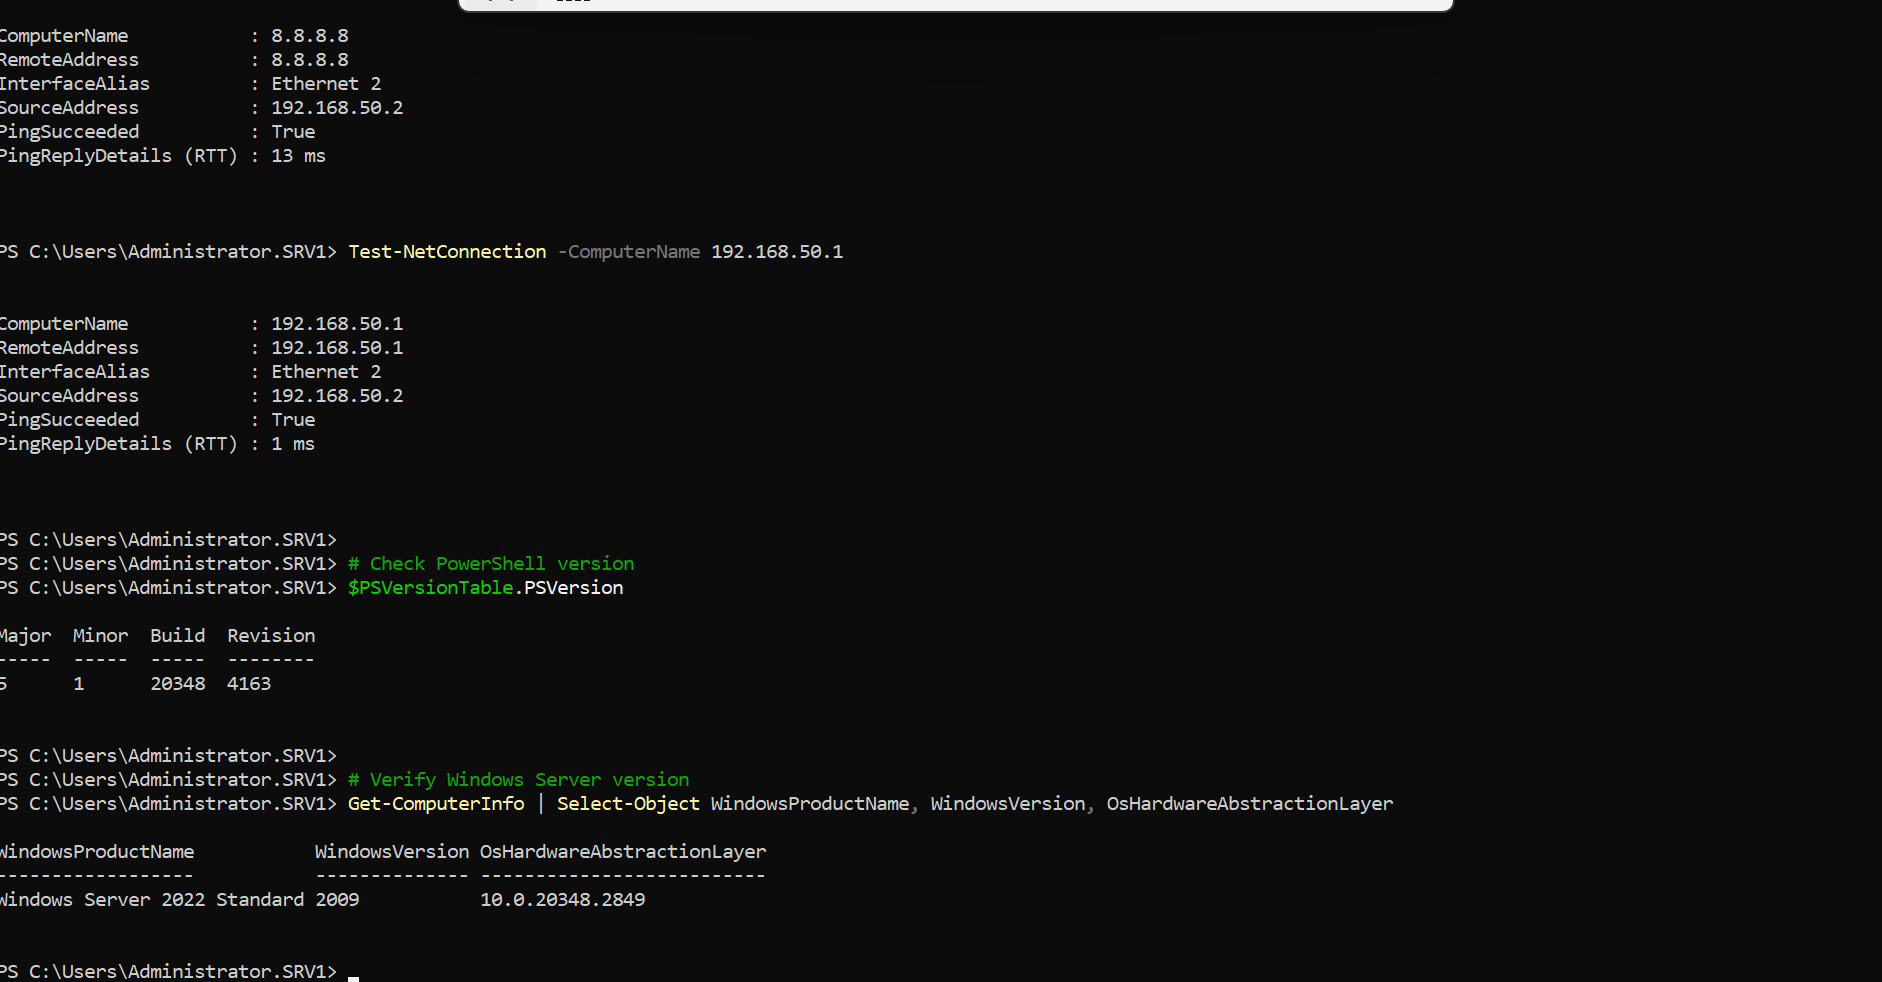 ComputerName           : 8.8.8.8
RemoteAddress          : 8.8.8.8
InterfaceAlias         : Ethernet 2
SourceAddress          : 192.168.50.2
PingSucceeded          : True
PingReplyDetails (RTT) : 13 ms
PS C:\Users\Administrator.SRV1> Test-NetConnection -ComputerName 192.168.50.1
ComputerName           : 192.168.50.1
RemoteAddress          : 192.168.50.1
InterfaceAlias         : Ethernet 2
SourceAddress          : 192.168.50.2
PingSucceeded          : True
PingReplyDetails (RTT) : 1 ms
PS C:\Users\Administrator.SRV1>
PS C:\Users\Administrator.SRV1> # Check PowerShell version
PS C:\Users\Administrator.SRV1> $PSVersionTable.PSVersion
Major  Minor  Build  Revision
-----  -----  -----  --------
5      1      20348  4163
PS C:\Users\Administrator.SRV1>
PS C:\Users\Administrator.SRV1> # Verify Windows Server version
PS C:\Users\Administrator.SRV1> Get-ComputerInfo | Select-Object WindowsProductName, WindowsVersion, OsHardwareAbstractionLayer
WindowsProductName           WindowsVersion OsHardwareAbstractionLayer
------------------           -------------- --------------------------
Windows Server 2022 Standard 2009           10.0.20348.2849
PS C:\Users\Administrator.SRV1>